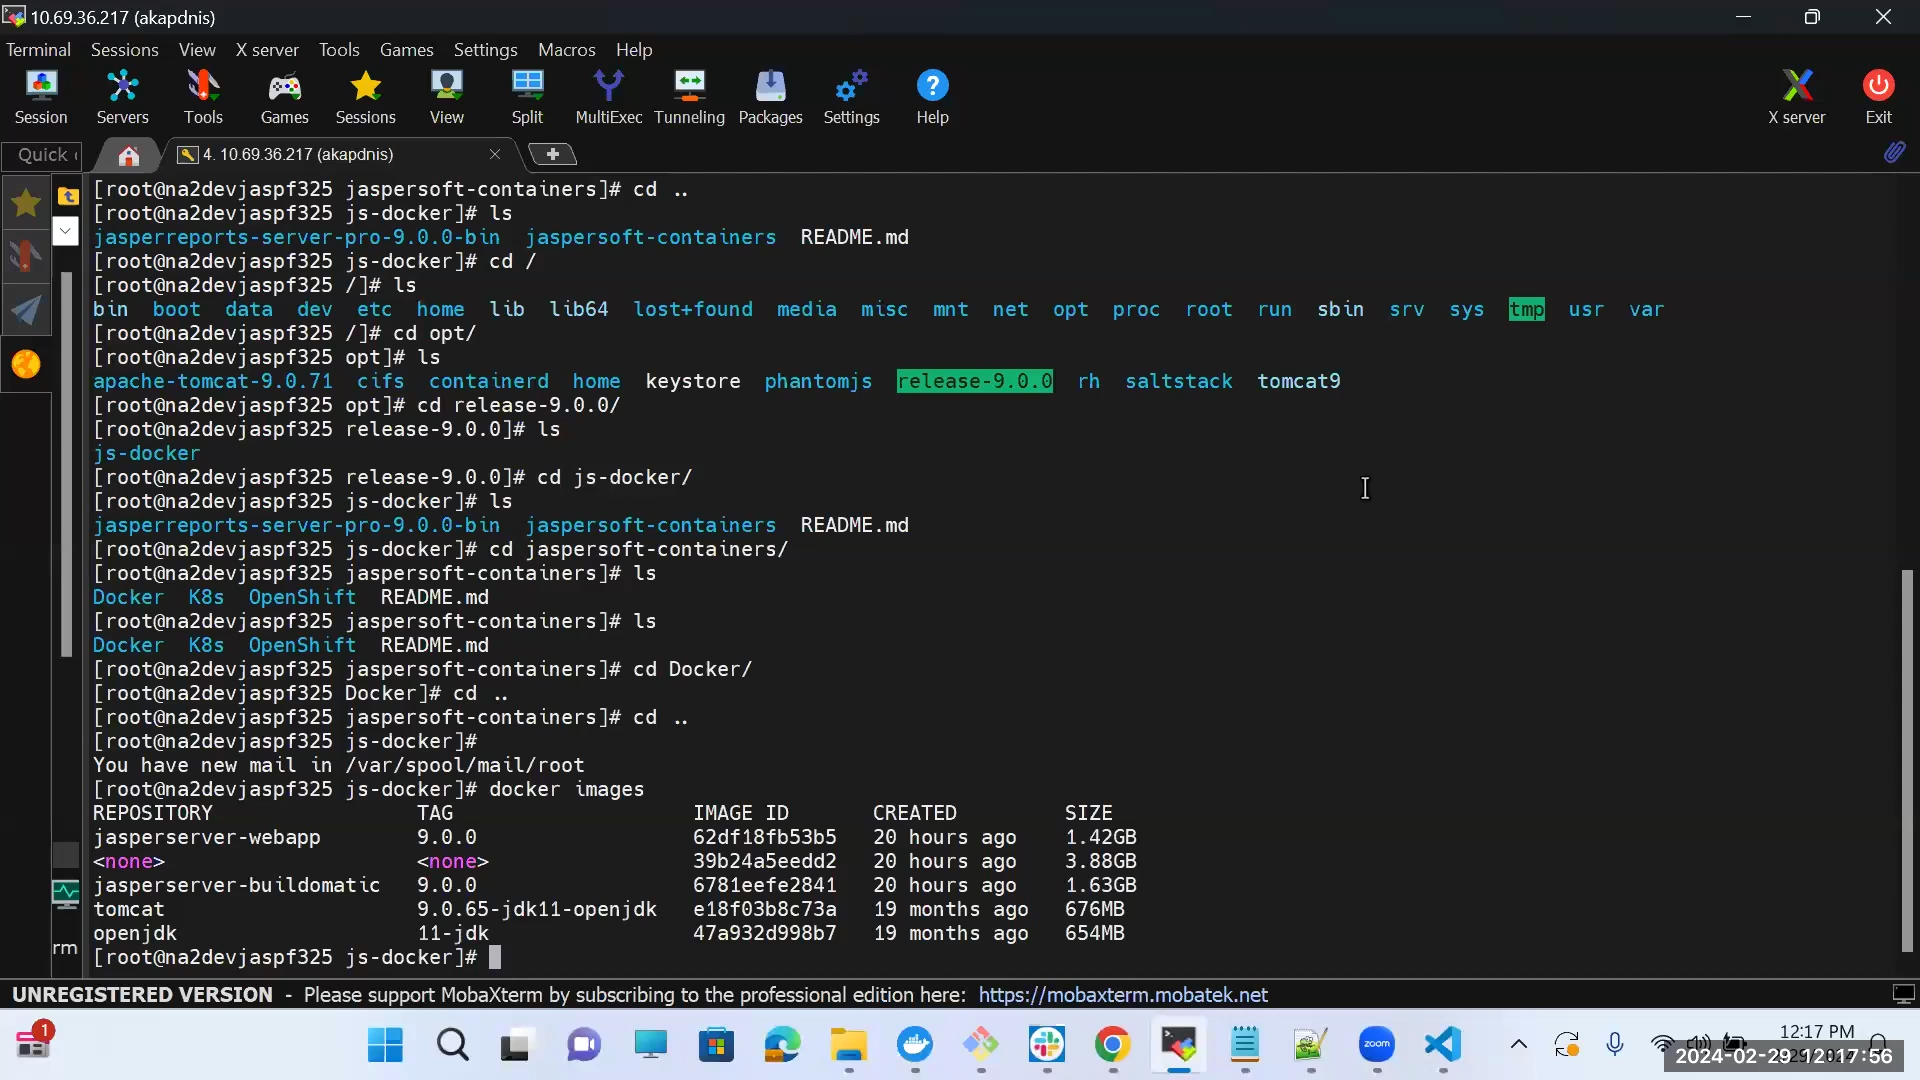 10.69.36.217 (akapdnis)
Terminal Sessions View X server Tools Games Settings Macros Help
Session Servers Tools Games Sessions View Split MultiExec Tunneling Packages Settings Help X server Exit
Quick 4. 10.69.36.217 (akapdnis)
[root@na2devjaspf325 jaspersoft-containers]# cd ..
[root@na2devjaspf325 js-docker]# ls
jasperreports-server-pro-9.0.0-bin jaspersoft-containers README.md
[root@na2devjaspf325 js-docker]# cd /
[root@na2devjaspf325 /]# ls
bin boot data dev etc home lib lib64 lost+found media misc mnt net opt proc root run sbin srv sys tmp usr var
[root@na2devjaspf325 /]# cd opt/
[root@na2devjaspf325 opt]# ls
apache-tomcat-9.0.71 cifs containerd home keystore phantomjs release-9.0.0 rh saltstack tomcat9
[root@na2devjaspf325 opt]# cd release-9.0.0/
[root@na2devjaspf325 release-9.0.0]# ls
js-docker
[root@na2devjaspf325 release-9.0.0]# cd js-docker/
[root@na2devjaspf325 js-docker]# ls
jasperreports-server-pro-9.0.0-bin jaspersoft-containers README.md
[root@na2devjaspf325 js-docker]# cd jaspersoft-containers/
[root@na2devjaspf325 jaspersoft-containers]# ls
Docker K8s OpenShift README.md
[root@na2devjaspf325 jaspersoft-containers]# ls
Docker K8s OpenShift README.md
[root@na2devjaspf325 jaspersoft-containers]# cd Docker/
[root@na2devjaspf325 Docker]# cd ..
[root@na2devjaspf325 jaspersoft-containers]# cd ..
[root@na2devjaspf325 js-docker]#
You have new mail in /var/spool/mail/root
[root@na2devjaspf325 js-docker]# docker images
REPOSITORY TAG IMAGE ID CREATED SIZE
jasperserver-webapp 9.0.0 62df18fb53b5 20 hours ago 1.42GB
<none> <none> 39b24a5eedd2 20 hours ago 3.88GB
jasperserver-buildomatic 9.0.0 6781eefe2841 20 hours ago 1.63GB
tomcat 9.0.65-jdk11-openjdk e18f03b8c73a 19 months ago 676MB
openjdk 11-jdk 47a932d998b7 19 months ago 654MB
rm
[root@na2devjaspf325 js-docker]#
UNREGISTERED VERSION - Please support MobaXterm by subscribing to the professional edition here: https://mobaxterm.mobatek.net
1
zoom
12:17 PM
2024-02-29 12:17:56